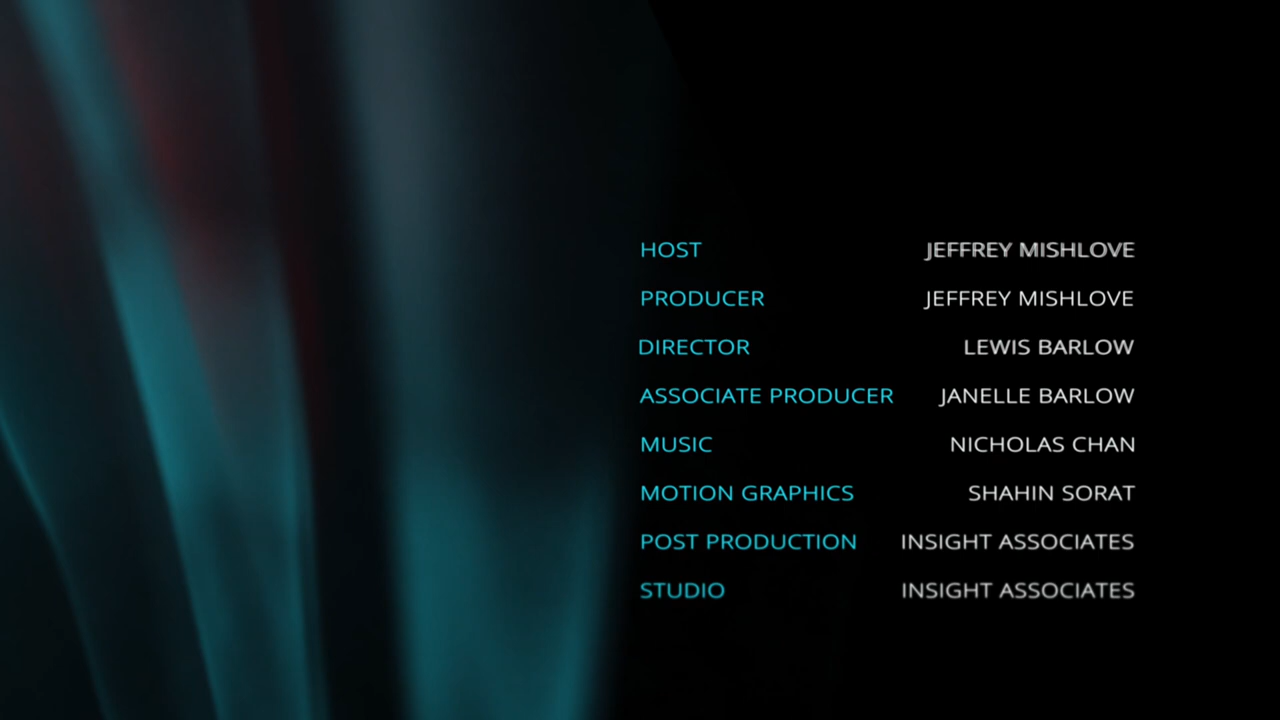 HOST JEFFREY MISHLOVE
PRODUCER JEFFREY MISHLOVE
DIRECTOR LEWIS BARLOW
ASSOCIATE PRODUCER JANELLE BARLOW
MUSIC NICHOLAS CHAN
MOTION GRAPHICS SHAHIN SORAT
POST PRODUCTION INSIGHT ASSOCIATES
STUDIO INSIGHT ASSOCIATES